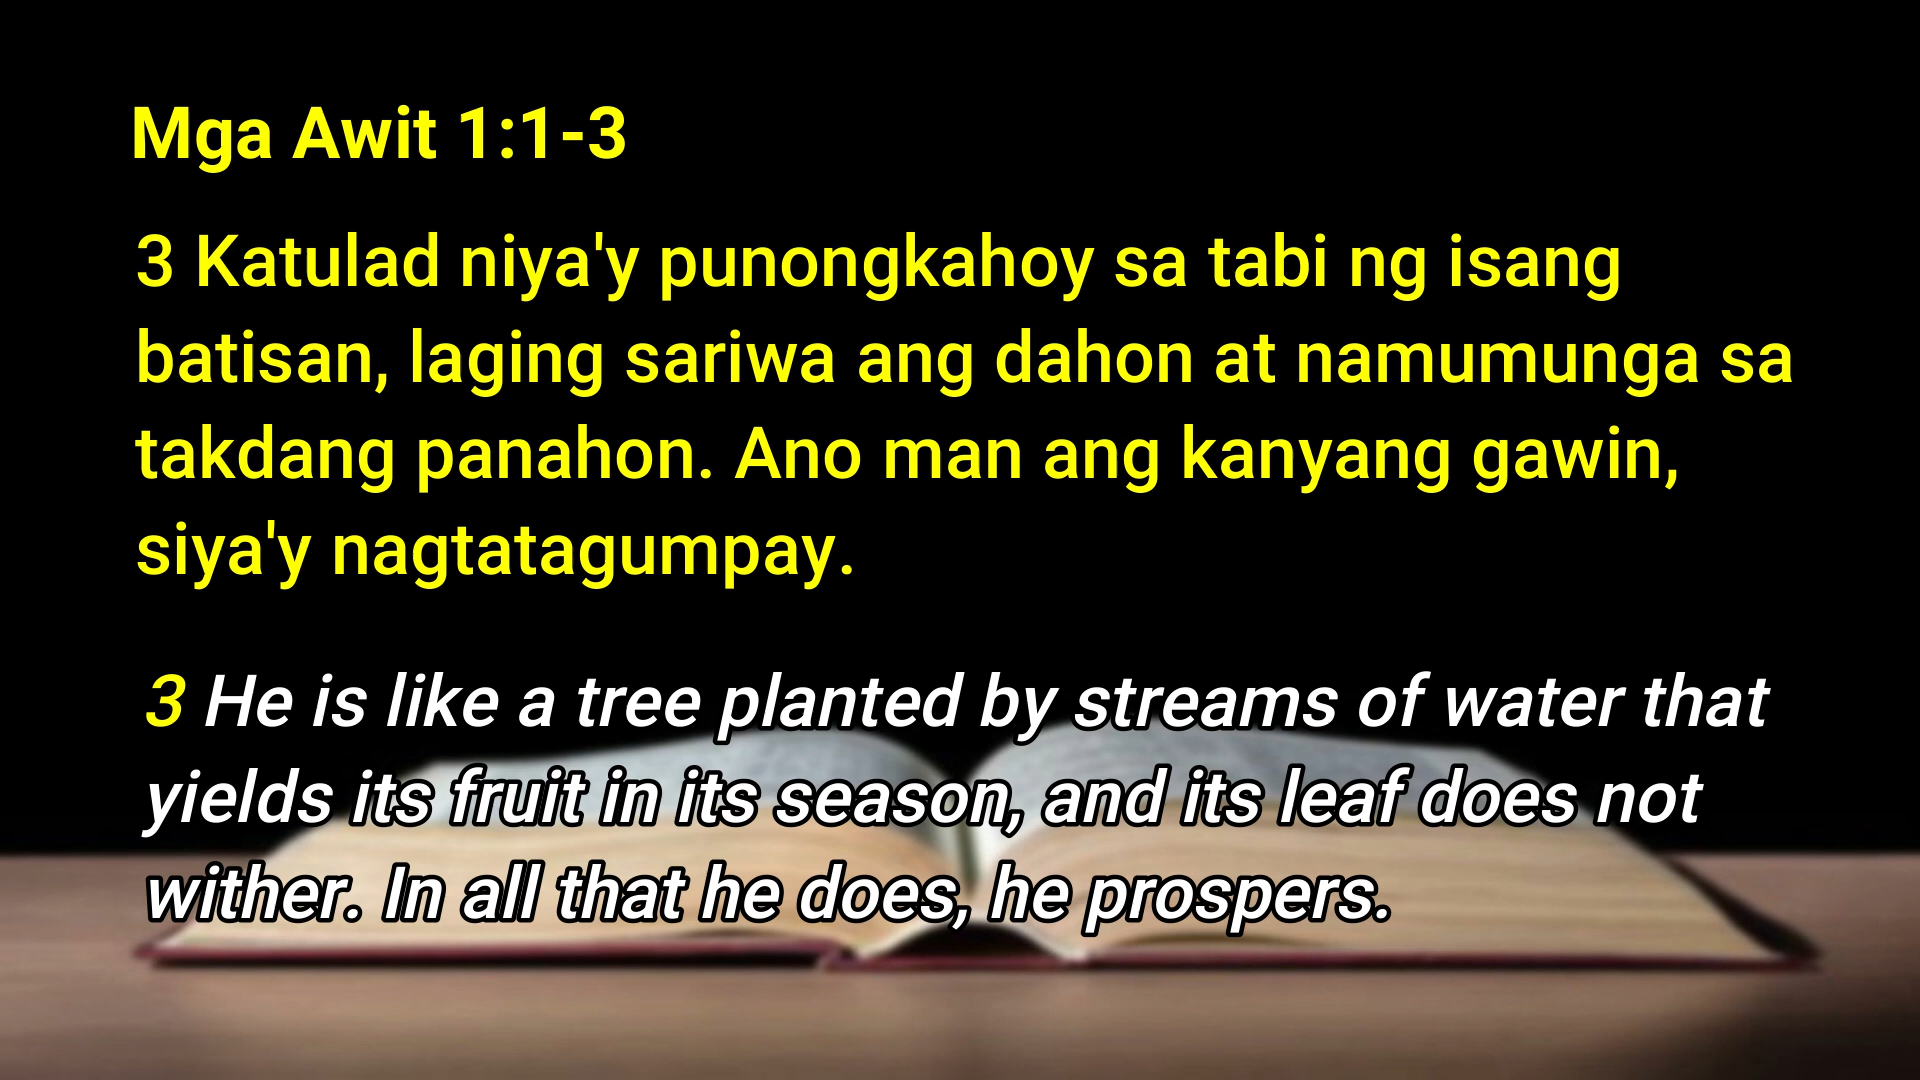 Mga Awit 1:1-3
3 Katulad niya'y punongkahoy sa tabi ng isang
batisan, laging sariwa ang dahon at namumunga sa
takdang panahon. Ano man ang kanyang gawin,
siya'y nagtatagumpay.
3 He is like a tree planted by streams of water that
yields its fruit in its season, and its leaf does not
wither. In all that he does, he prospers.